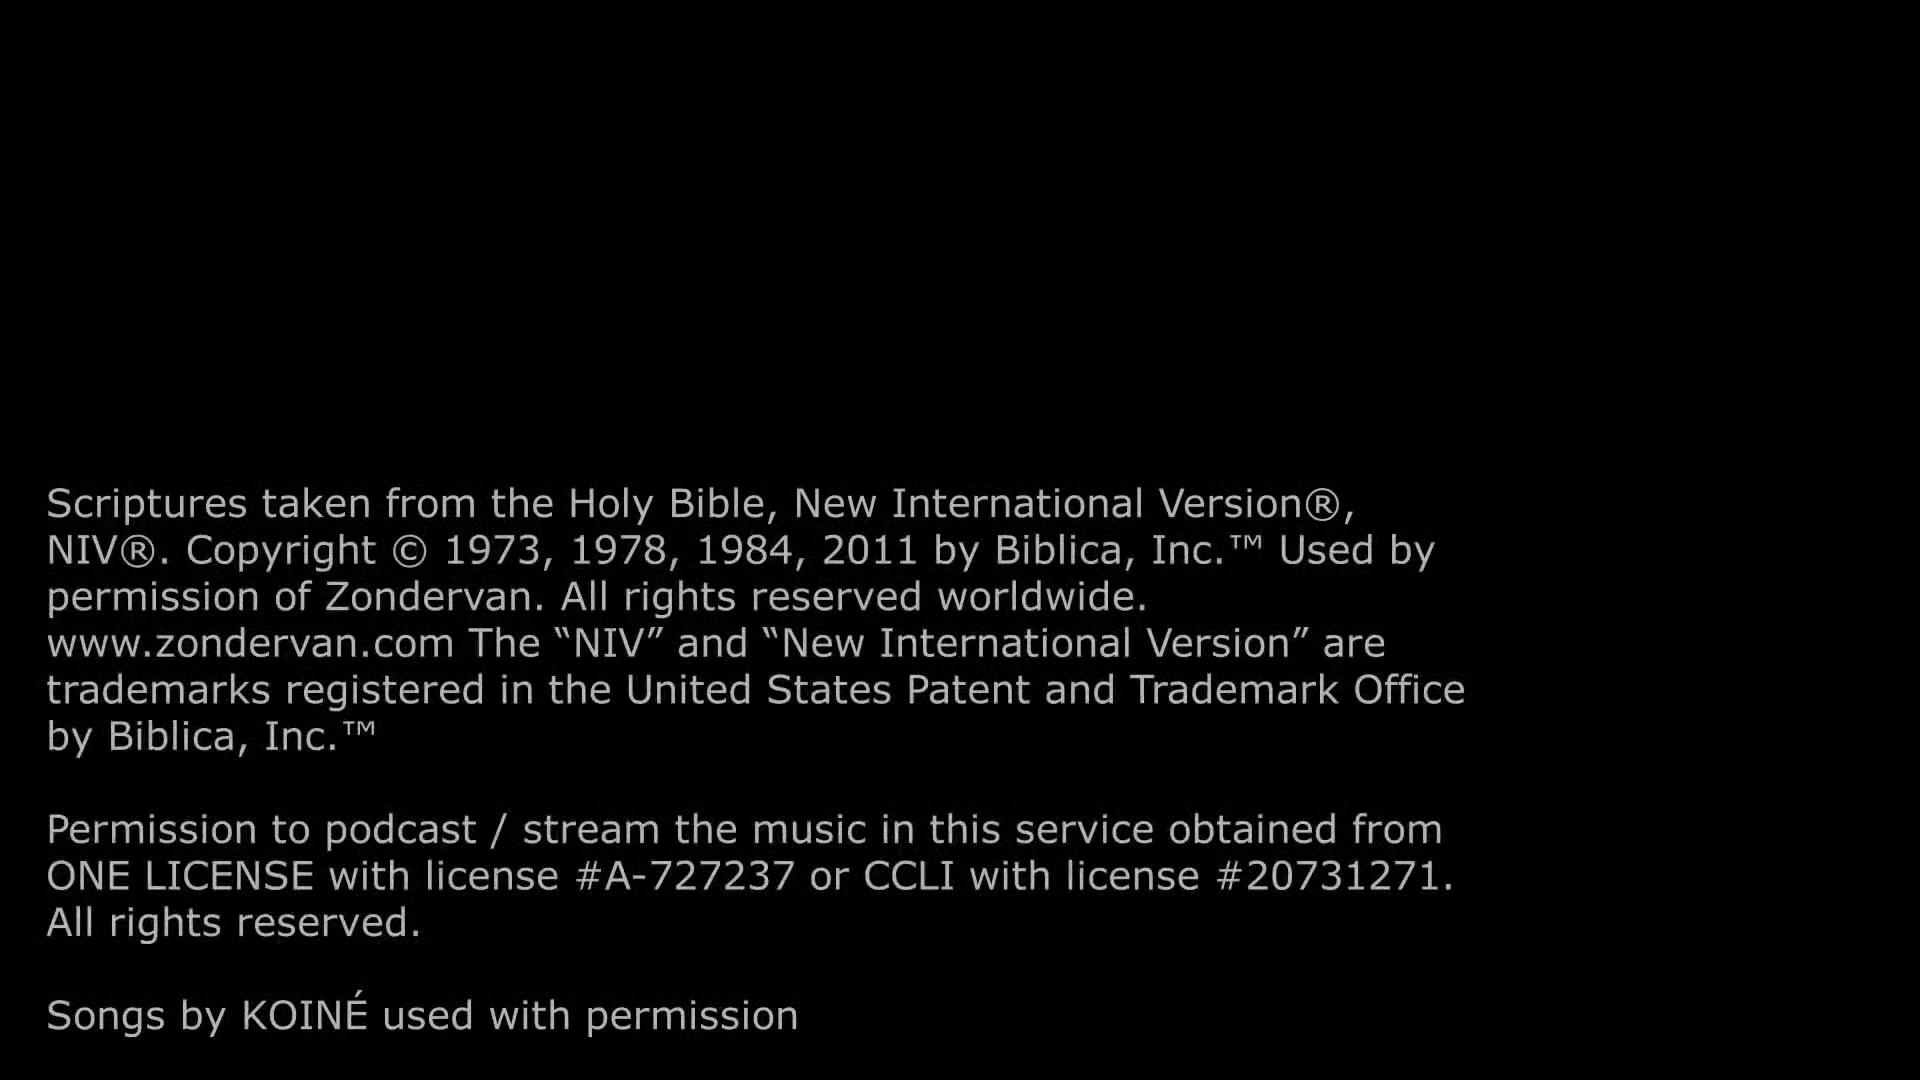 Scriptures taken from the Holy Bible, New International Version®,
NIV®. Copyright © 1973, 1978, 1984, 2011 by Biblica, Inc.™ Used by
permission of Zondervan. All rights reserved worldwide.
www.zondervan.com The “NIV” and “New International Version” are
trademarks registered in the United States Patent and Trademark Office
by Biblica, Inc.™
Permission to podcast / stream the music in this service obtained from
ONE LICENSE with license #A-727237 or CCLI with license #20731271.
All rights reserved.
Songs by KOINÉ used with permission